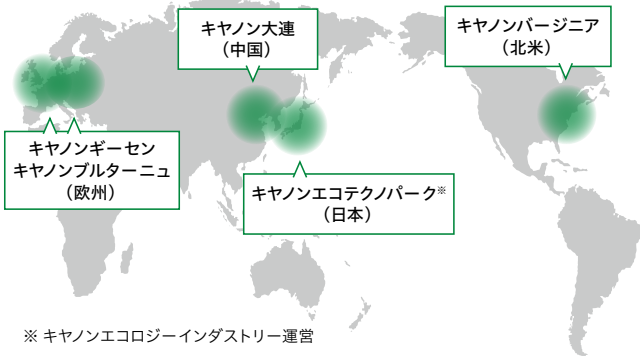 キヤノン大連
（中国）
キヤノンバージニア
（北米）
キヤノンギーセン
キヤノンブルターニュ
（欧州）
キヤノンエコテクノパーク※
（日本）
※ キヤノンエコロジーインダストリー運営